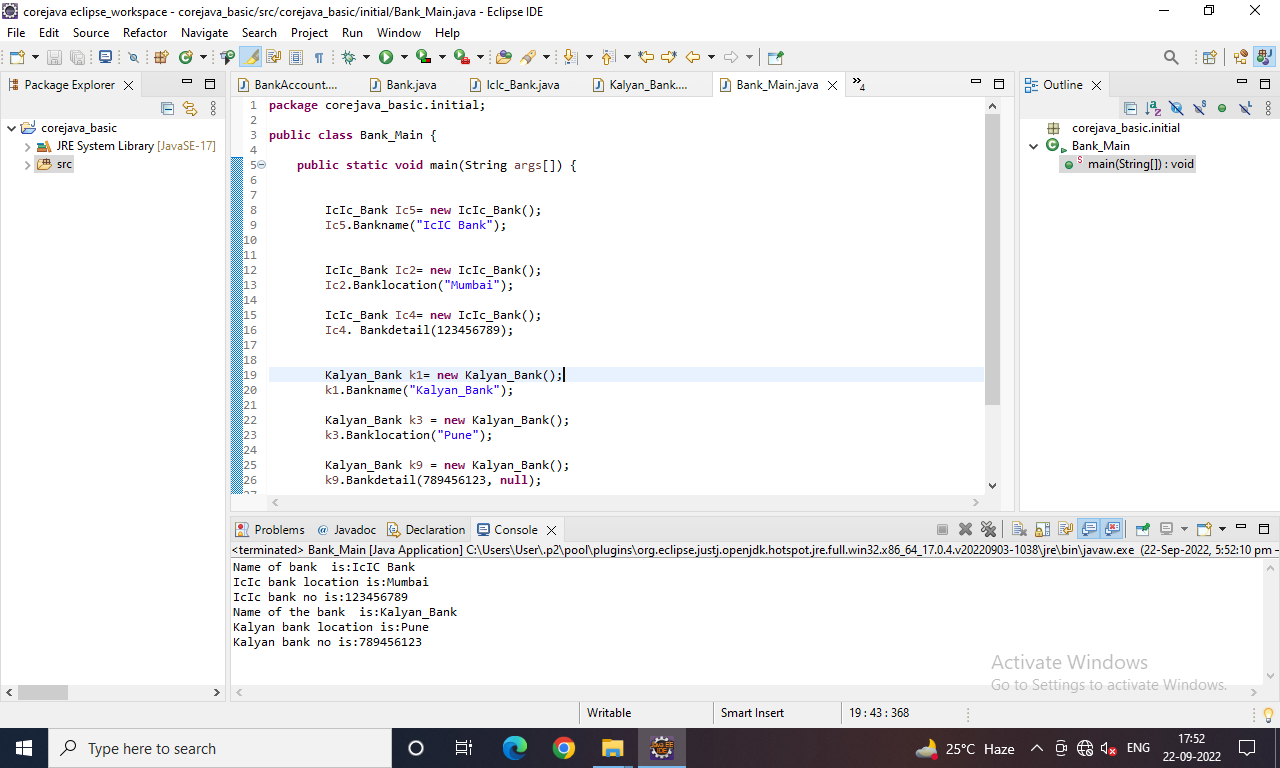 corejava eclipse_workspace - corejava_basic/src/corejava_basic/initial/Bank_Main.java - Eclipse IDE
File Edit Source Refactor Navigate Search Project Run Window Help
Package Explorer
corejava_basic
JRE System Library [JavaSE-17]
src
BankAccount.... Bank.java IcIc_Bank.java Kalyan_Bank.... Bank_Main.java »4
1 package corejava_basic.initial;
2
3 public class Bank_Main {
4
5 public static void main(String args[]) {
6
7
8 IcIc_Bank Ic5= new IcIc_Bank();
9 Ic5.Bankname("IcIC Bank");
10
11
12 IcIc_Bank Ic2= new IcIc_Bank();
13 Ic2.Banklocation("Mumbai");
14
15 IcIc_Bank Ic4= new IcIc_Bank();
16 Ic4. Bankdetail(123456789);
17
18
19 Kalyan_Bank k1= new Kalyan_Bank();
20 k1.Bankname("Kalyan_Bank");
21
22 Kalyan_Bank k3 = new Kalyan_Bank();
23 k3.Banklocation("Pune");
24
25 Kalyan_Bank k9 = new Kalyan_Bank();
26 k9.Bankdetail(789456123, null);
27
Outline
corejava_basic.initial
Bank_Main
main(String[]) : void
Problems @ Javadoc Declaration Console
<terminated> Bank_Main [Java Application] C:\Users\User\.p2\pool\plugins\org.eclipse.justj.openjdk.hotspot.jre.full.win32.x86_64_17.0.4.v20220903-1038\jre\bin\javaw.exe (22-Sep-2022, 5:52:10 pm –
Name of bank  is:IcIC Bank
IcIc bank location is:Mumbai
IcIc bank no is:123456789
Name of the bank  is:Kalyan_Bank
Kalyan bank location is:Pune
Kalyan bank no is:789456123
Activate Windows
Go to Settings to activate Windows.
Writable Smart Insert 19 : 43 : 368
Type here to search
25°C Haze
ENG
17:52
22-09-2022